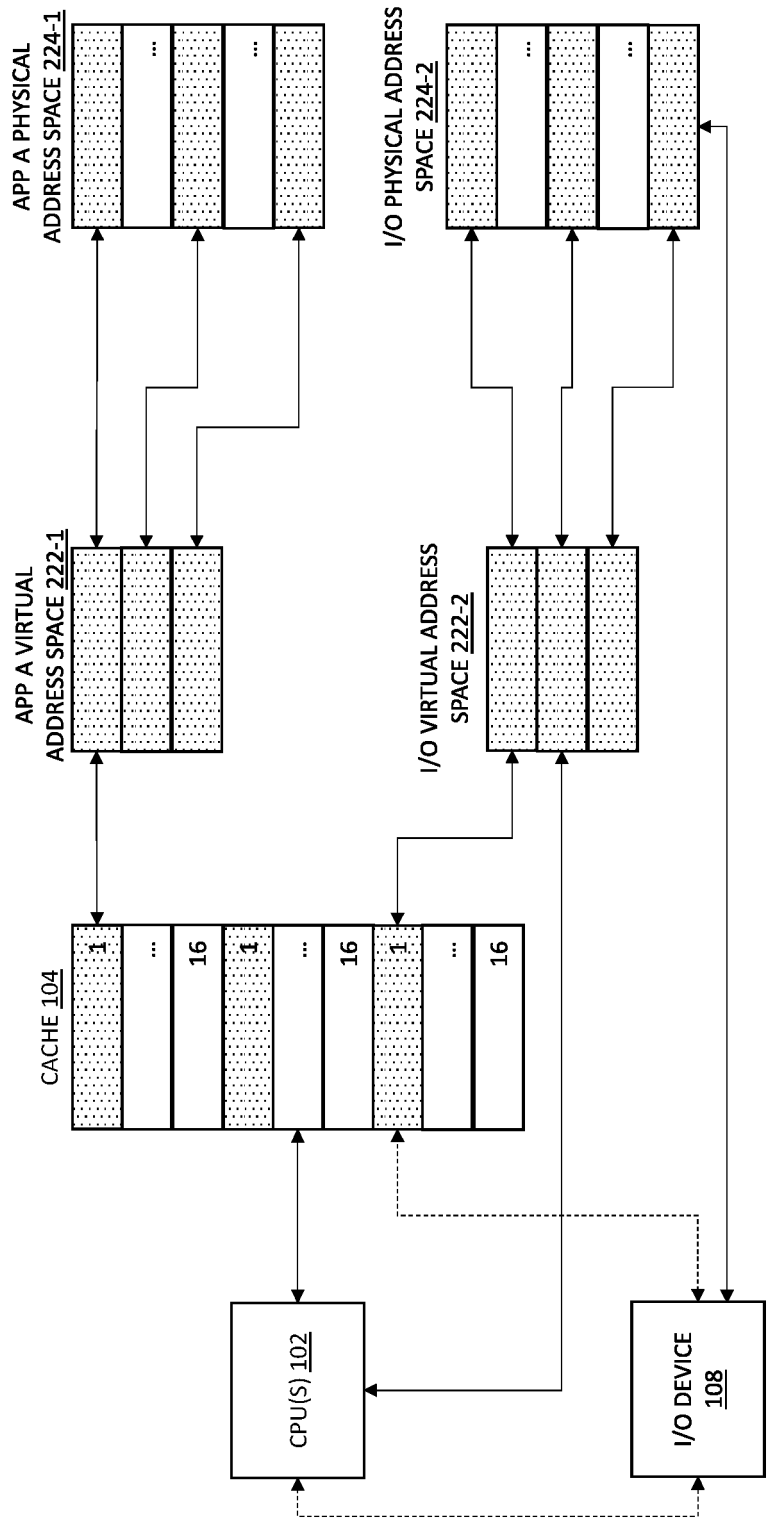 APP A VIRTUAL
ADDRESS SPACE 222-1
APP A PHYSICAL
ADDRESS SPACE 224-1
CACHE 104
1
...
16
1
...
16
1
...
16
...
...
CPU(S) 102
I/O VIRTUAL ADDRESS
SPACE 222-2
I/O PHYSICAL ADDRESS
SPACE 224-2
...
...
I/O DEVICE
108